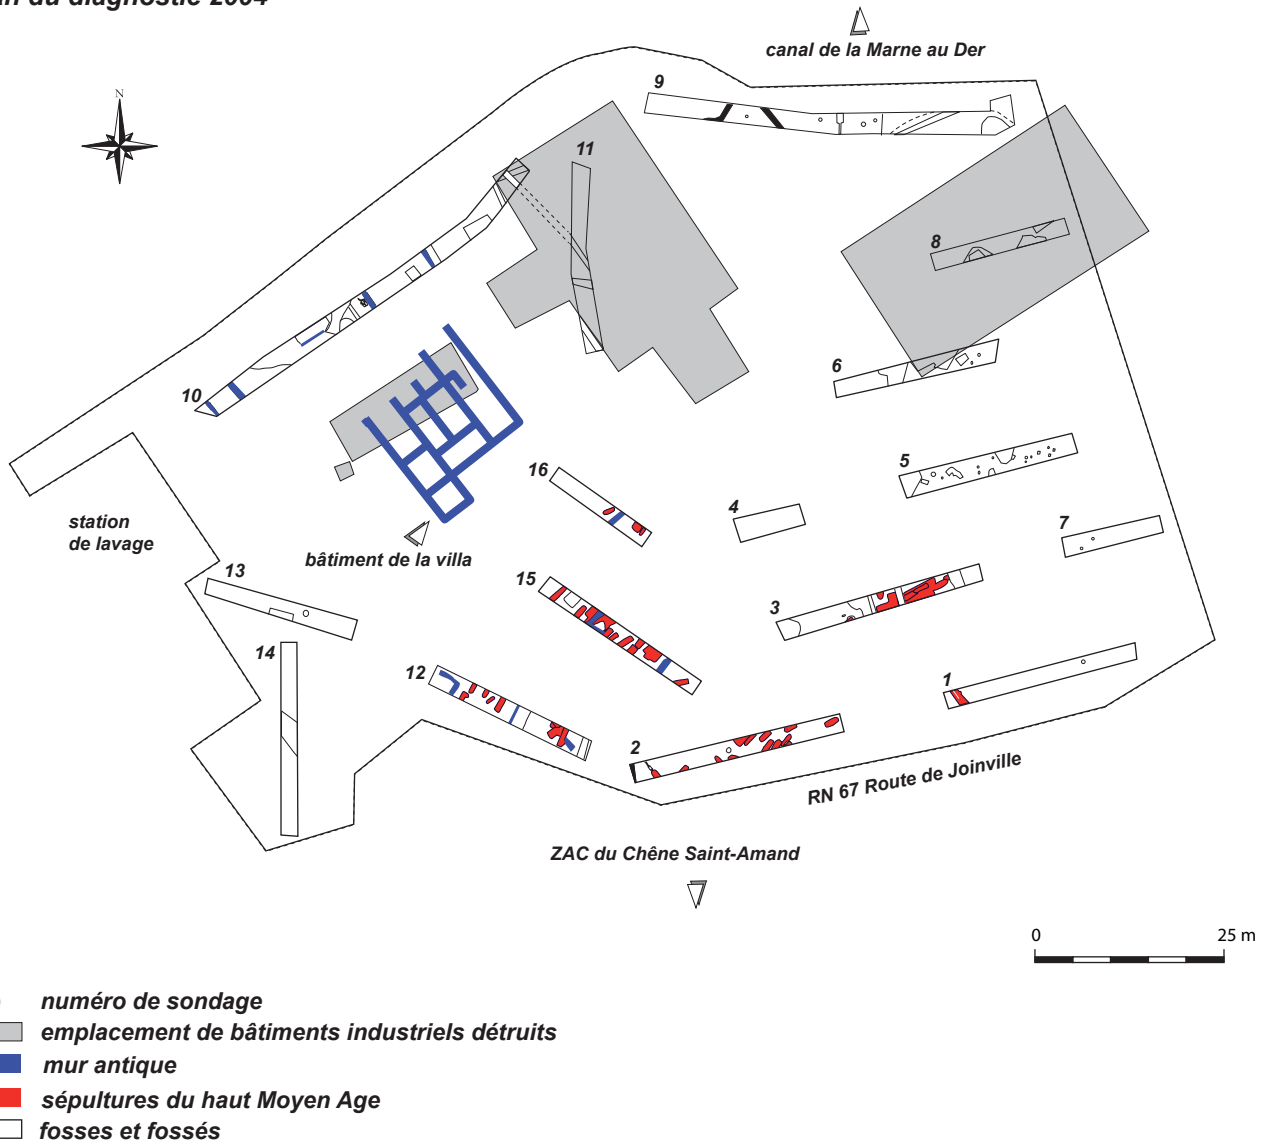 du diagnostic 2004
canal de la Marne au Der
N
9
11
8
10
6
5
16
4
7
station
de lavage
bâtiment de la villa
13
15
3
14
12
1
2
RN 67 Route de Joinville
ZAC du Chêne Saint-Amand
0
25 m
numéro de sondage
emplacement de bâtiments industriels détruits
mur antique
sépultures du haut Moyen Age
fosses et fossés